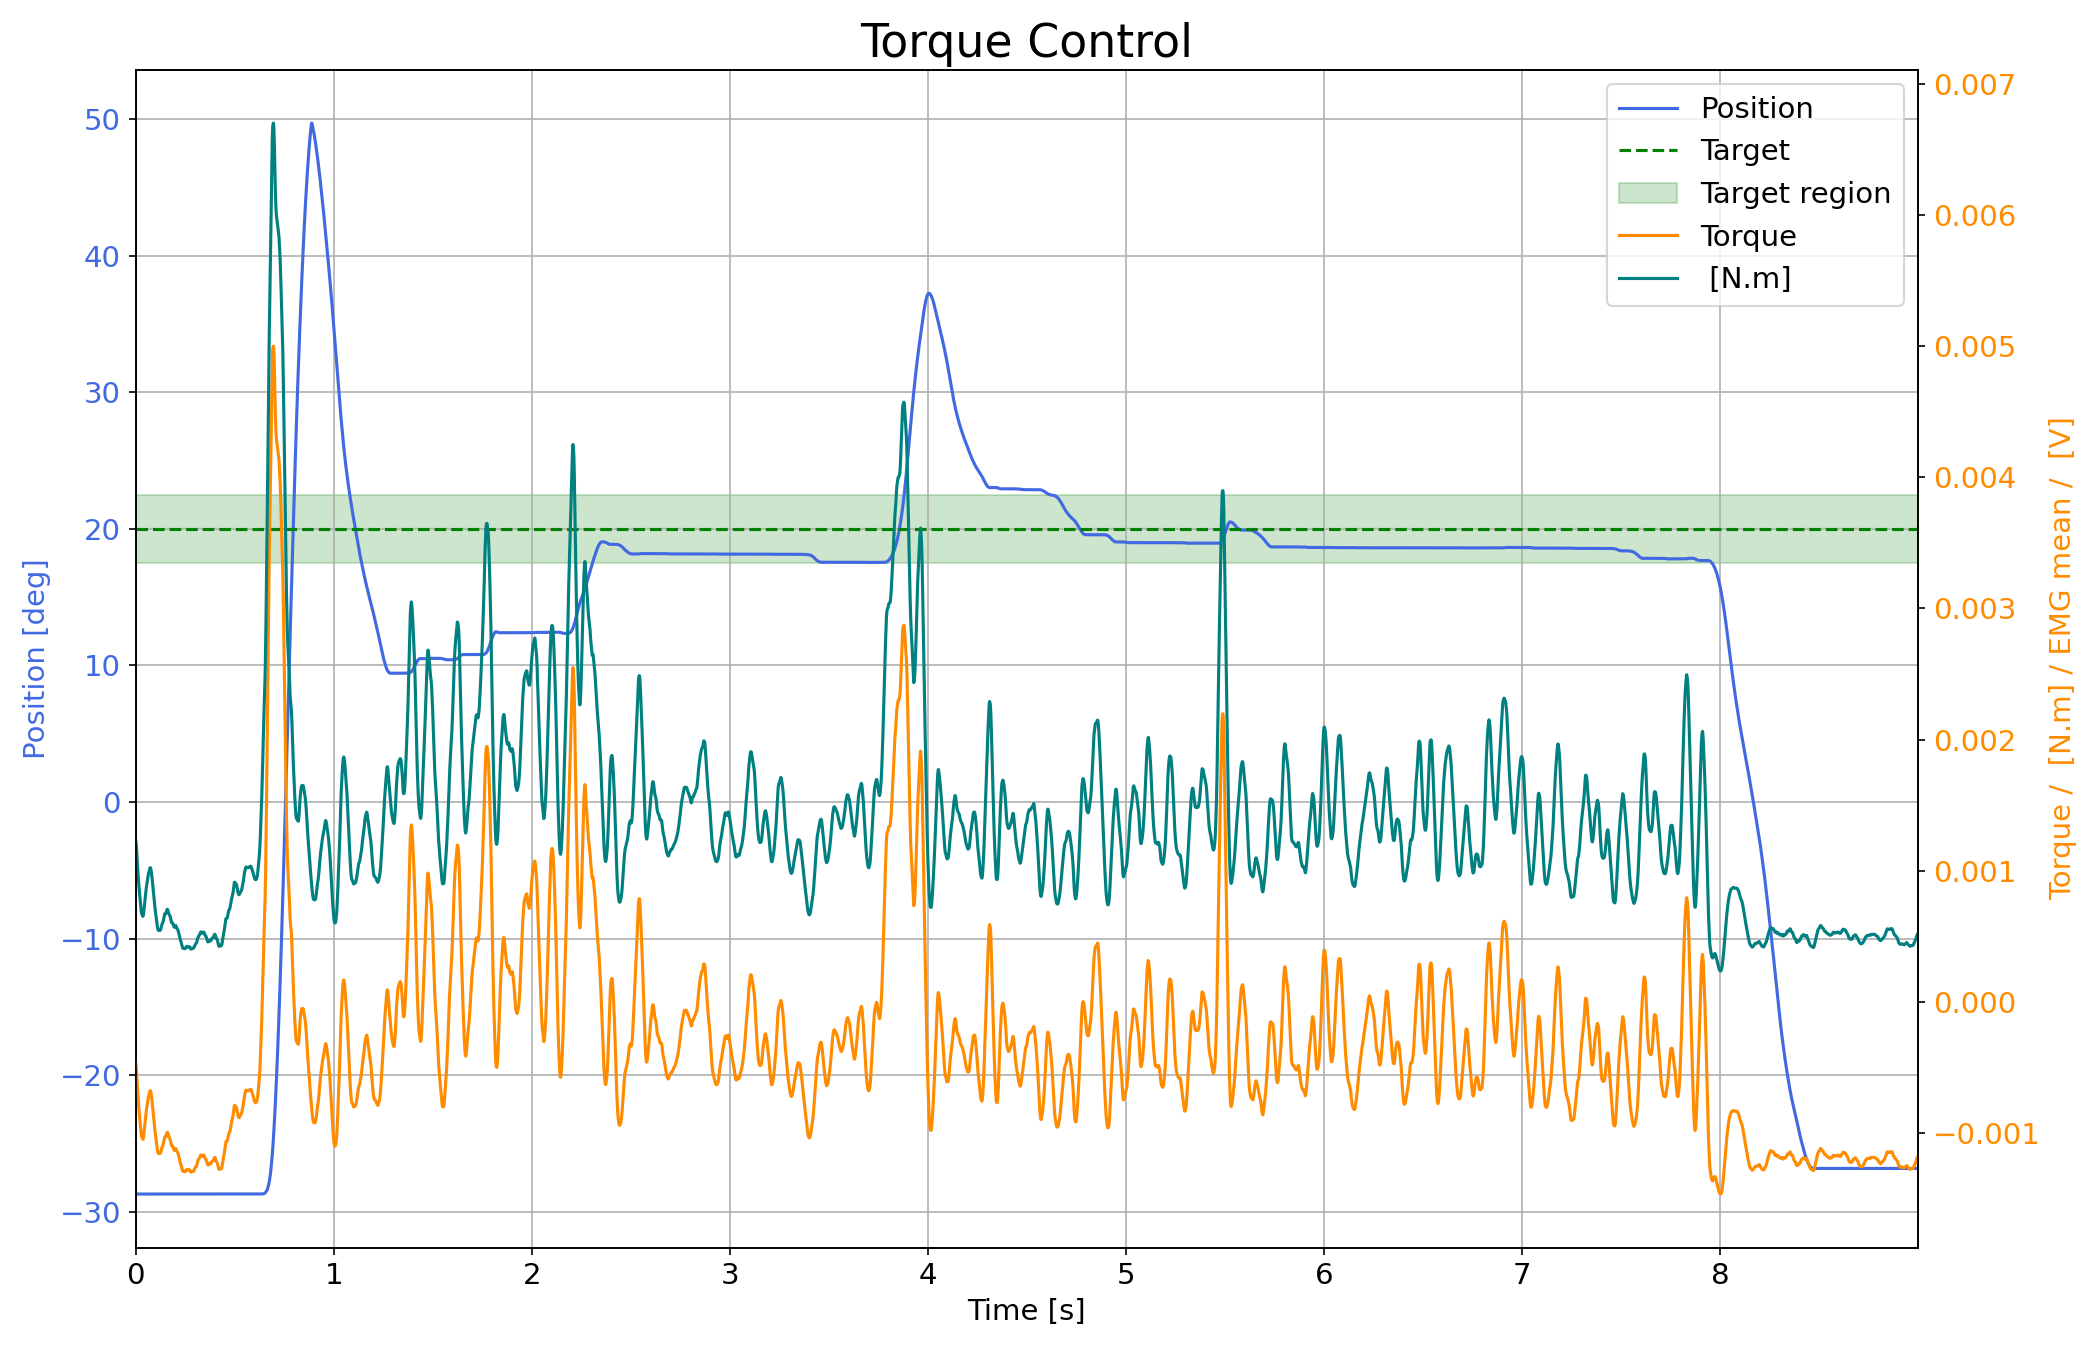 Torque Control
50
40
30
20
10
0
−10
−20
−30
Position [deg]
0.007
0.006
0.005
0.004
0.003
0.002
0.001
0.000
−0.001
Torque / [N.m] / EMG mean / [V]
Position
Target
Target region
Torque
[N.m]
0 1 2 3 4 5 6 7 8
Time [s]